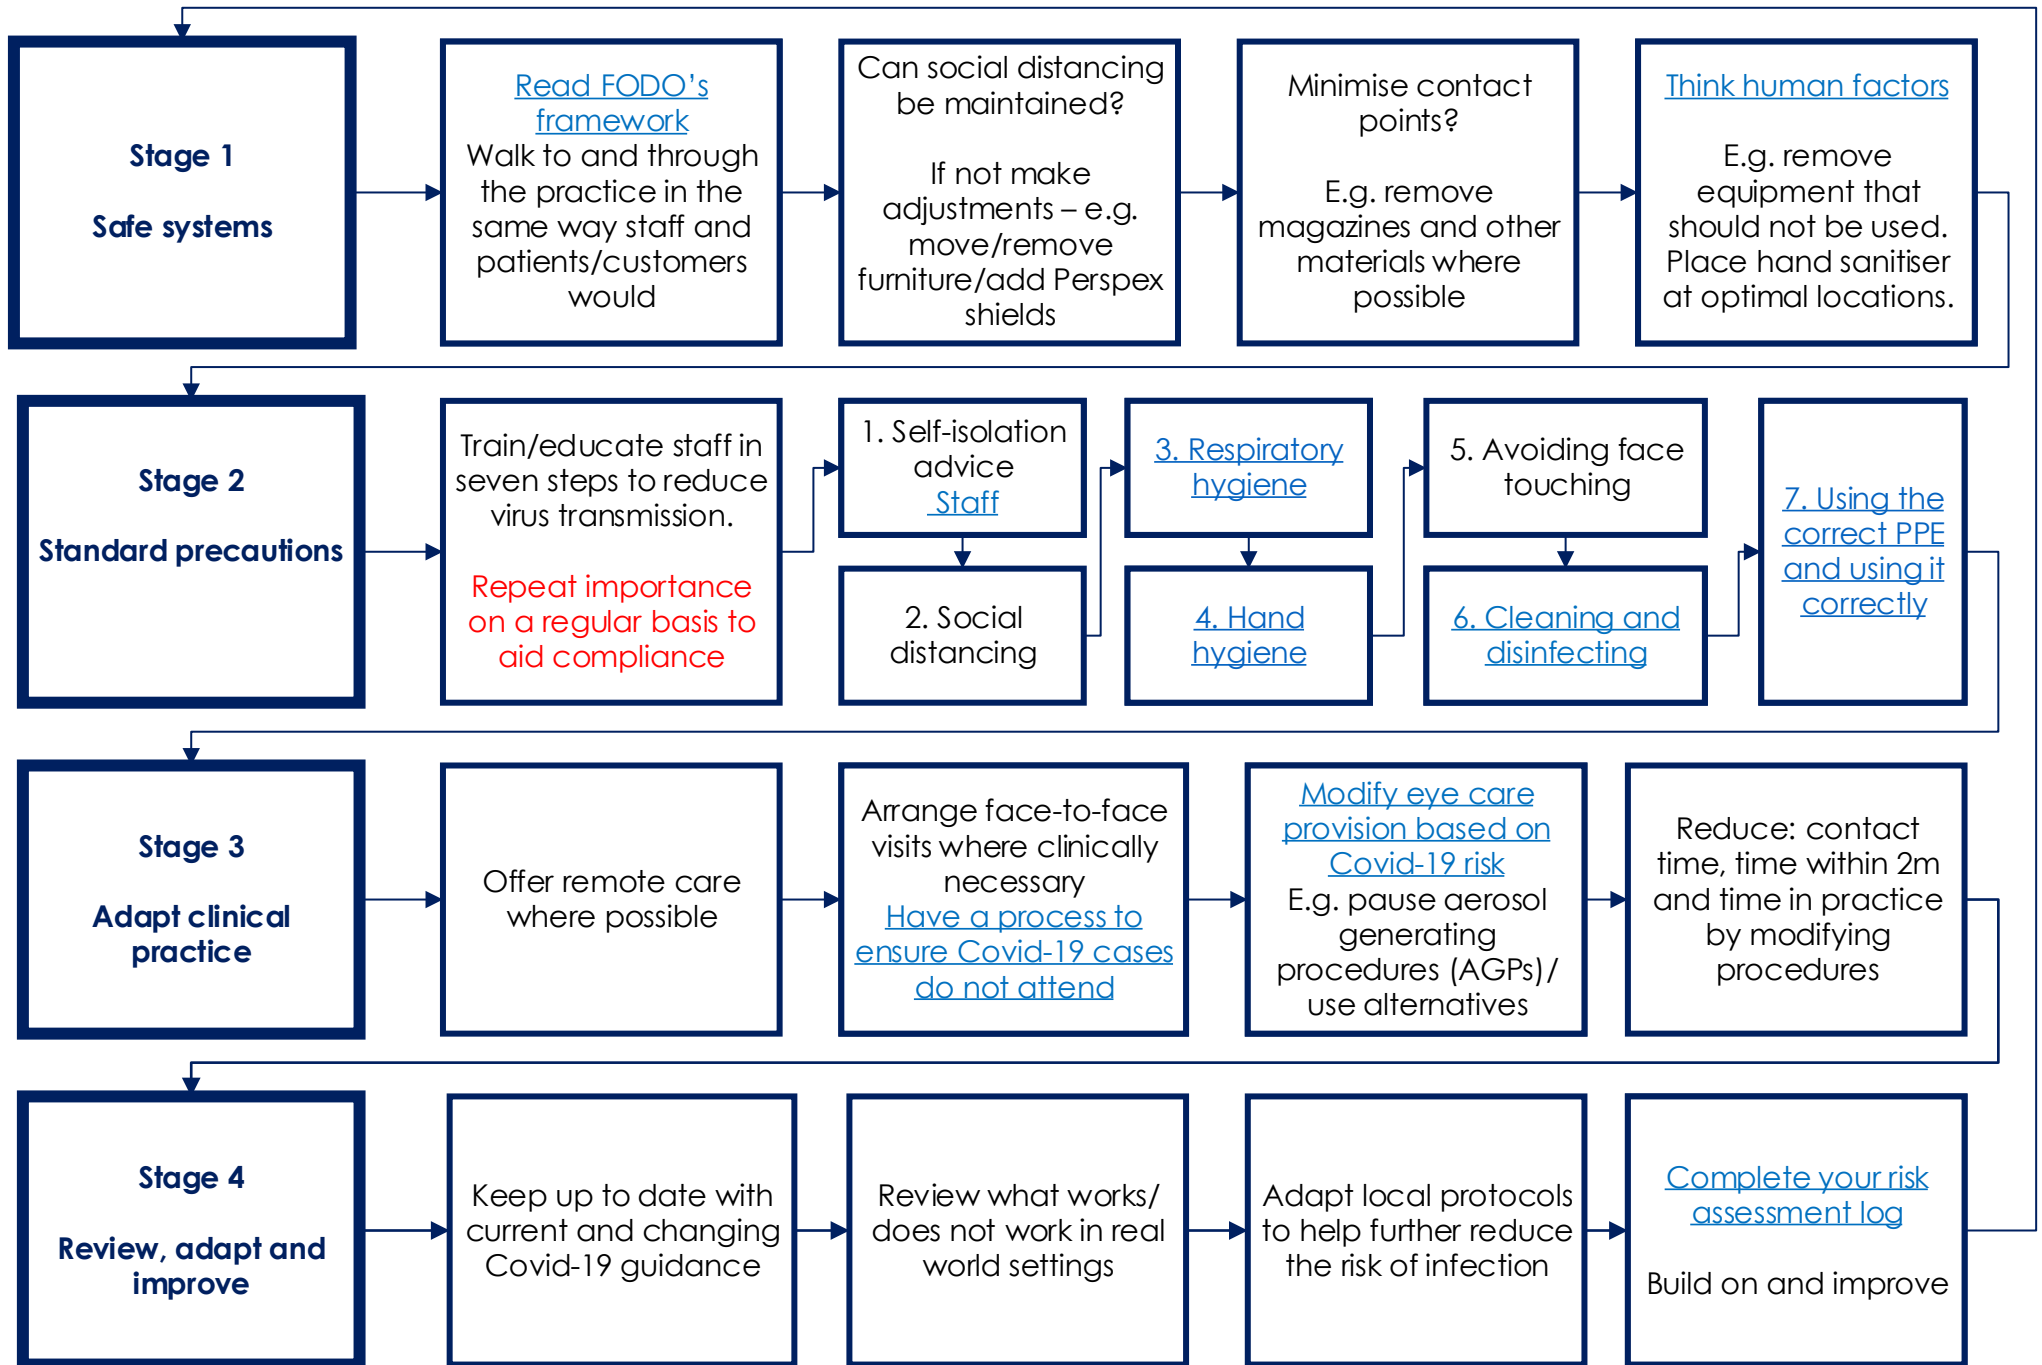 Stage 1
Safe systems
Read FODO's
framework
Walk to and through
the practice in the
same way staff and
patients/customers
would
Can social distancing
be maintained?
If not make
adjustments – e.g.
move/remove
furniture/add Perspex
shields
Minimise contact
points?
E.g. remove
magazines and other
materials where
possible
Think human factors
E.g. remove
equipment that
should not be used.
Place hand sanitiser
at optimal locations.
Stage 2
Standard precautions
Train/educate staff in
seven steps to reduce
virus transmission.
Repeat importance
on a regular basis to
aid compliance
1. Self-isolation
advice
Staff
2. Social
distancing
3. Respiratory
hygiene
4. Hand
hygiene
5. Avoiding face
touching
6. Cleaning and
disinfecting
7. Using the
correct PPE
and using it
correctly
Stage 3
Adapt clinical
practice
Offer remote care
where possible
Arrange face-to-face
visits where clinically
necessary
Have a process to
ensure Covid-19 cases
do not attend
Modify eye care
provision based on
Covid-19 risk
E.g. pause aerosol
generating
procedures (AGPs)/
use alternatives
Reduce: contact
time, time within 2m
and time in practice
by modifying
procedures
Stage 4
Review, adapt and
improve
Keep up to date with
current and changing
Covid-19 guidance
Review what works/
does not work in real
world settings
Adapt local protocols
to help further reduce
the risk of infection
Complete your risk
assessment log
Build on and improve